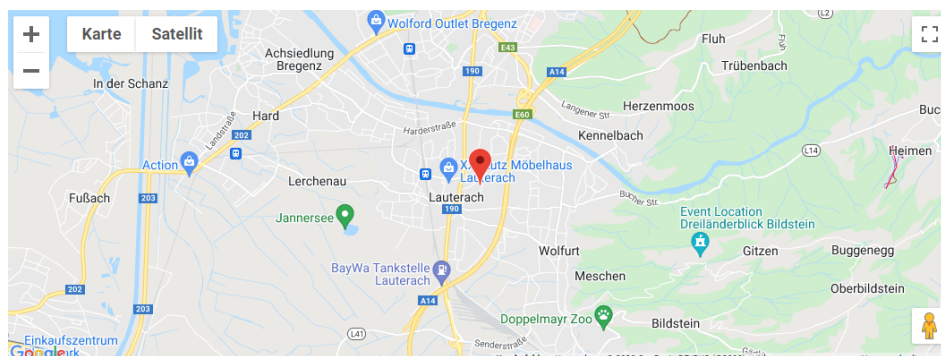 Karte
Satellit
Wolford Outlet Bregenz
E43
L2
Fluh
Fluh
Achsiedlung
Bregenz
190
A14
Trübenbach
In der Schanz
Herzenmoos
Langener Str.
E60
Hard
Landstraße
202
Harderstraße
Kennelbach
L14
Heimen
Action
XXXLutz Möbelhaus
Lauterach
Lerchenau
Fußach
203
Lauterach
190
Bucher Str.
Jannersee
Event Location
Dreiländerblick Bildstein
Gitzen
Buggenegg
Wolfurt
BayWa Tankstelle
Lauterach
Meschen
Oberbildstein
202
A14
203
Doppelmayr Zoo
Bildstein
L41
Einkaufszentrum
Senderstraße
Google